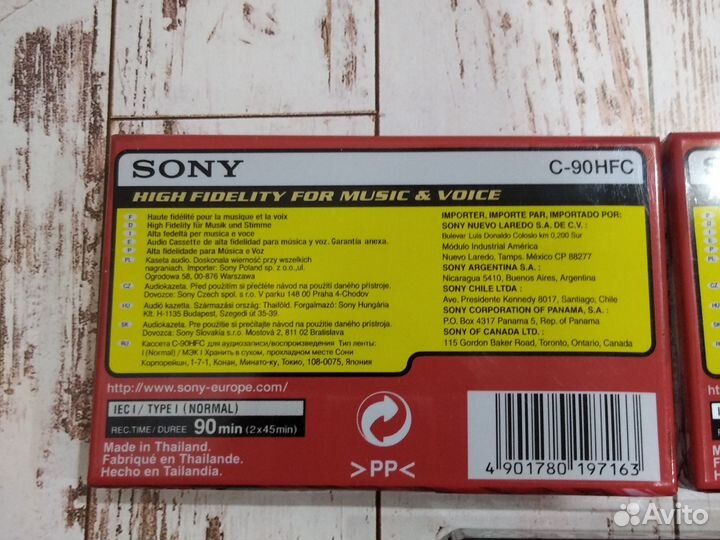 SONY
C-90HFC
HIGH FIDELITY FOR MUSIC & VOICE
F Haute fidélité pour la musique et la voix
D High Fidelity für Musik und Stimme
I Alta fedeltà per musica e voce
E Audio Cassette de alta fidelidad para música y voz. Garantía anexa.
P Alta fidelidade para Música e Voz
PL Kaseta audio. Doskonała wierność przy wszelkich
nagraniach. Importer: Sony Poland sp. z o.o.,ul.
Ogrodowa 58, 00-876 Warszawa
CZ Audiokazeta. Před použitím si přečtěte návod na použití daného přístroje.
Dovozce: Sony Czech spol. s r.o. V parku 148 00 Praha 4-Chodov
HU Audió kazetta. Származási ország: Thaiföld. Forgalmazó: Sony Hungária
Kft. H-1135 Budapest, Szegedi út 35-39.
SK Audiokazeta. Pre použitie si prečítajte návod na použitie daného prístroja.
Dovozca: Sony Slovakia s.r.o. Mostová 2, 811 02 Bratislava
RU Кассета C-90HFC для аудиозаписи/воспроизведения Тип ленты:
I (Normal) / МЭК I Хранить в сухом, прохладном месте Сони
Корпорейшн, 1-7-1, Конан, Минато-ку, Токио, 108-0075, Япония
IMPORTER, IMPORTE PAR, IMPORTADO POR:
SONY NUEVO LAREDO S.A. DE C.V. :
Bulevar Luis Donaldo Colosio km 0,200 Sur
Módulo Industrial América
Nuevo Laredo, Tamps. México CP 88277
SONY ARGENTINA S.A. :
Nicaragua 5410, Buenos Aires, Argentina
SONY CHILE LTDA :
Ave. Presidente Kennedy 8017, Santiago, Chile
SONY CORPORATION OF PANAMA, S.A. :
P.O. Box 4317 Panama 5, Rep. of Panama
SONY OF CANADA LTD. :
115 Gordon Baker Road, Toronto, Ontario, Canada
http://www.sony-europe.com/
IEC I / TYPE I (NORMAL)
REC.TIME / DUREE 90min (2x45min)
Made in Thailand.
Fabriqué en Thaïlande.
Hecho en Tailandia.
>PP<
4 901780 197163
Avito